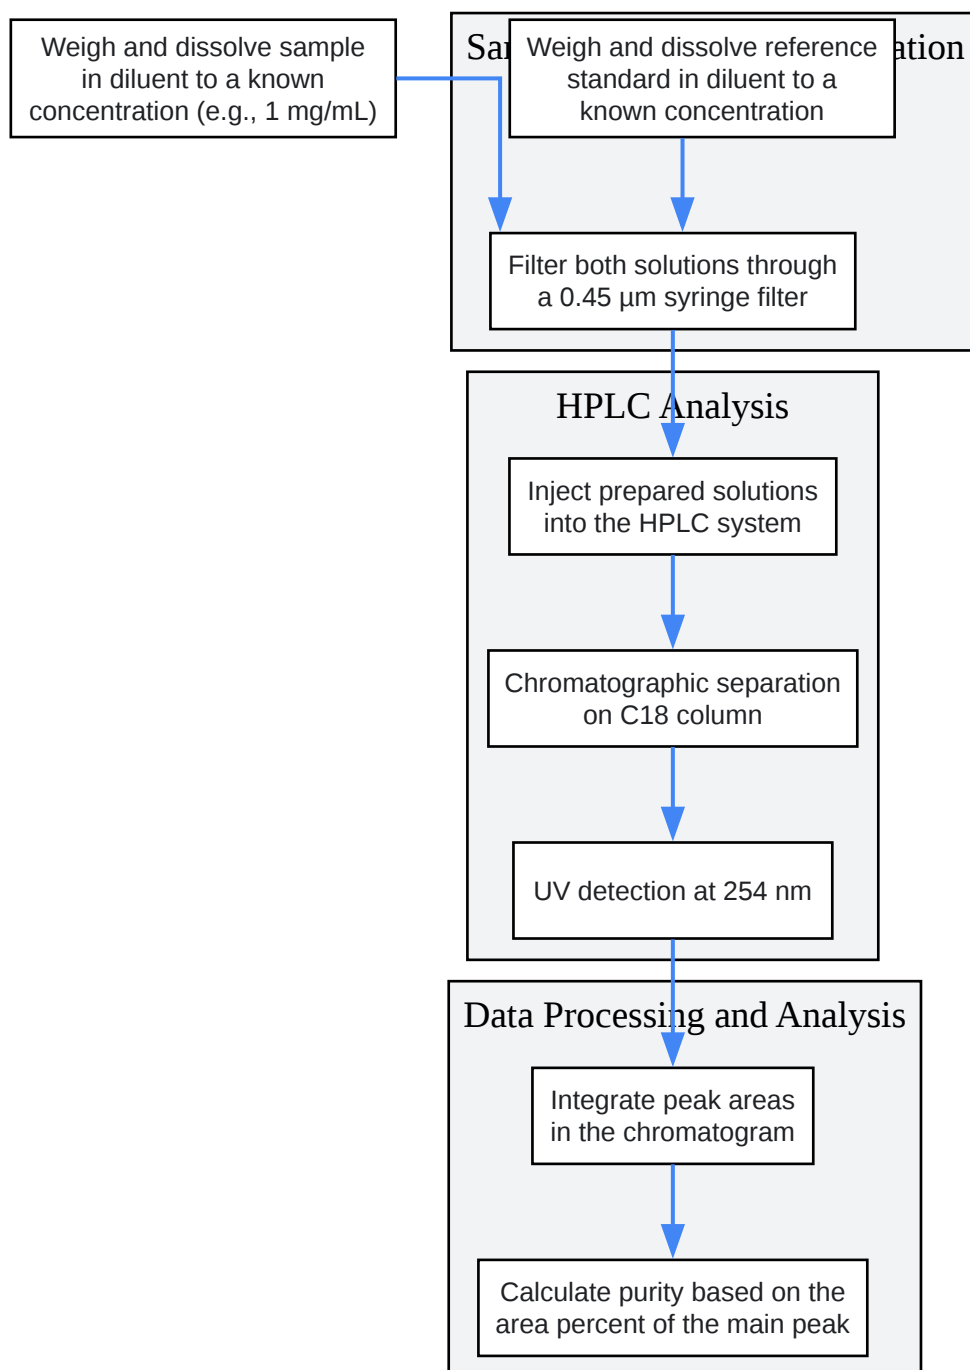 Weigh and dissolve sample
in diluent to a known
concentration (e.g., 1 mg/mL)
Weigh and dissolve reference
standard in diluent to a
known concentration
Filter both solutions through
a 0.45 µm syringe filter
HPLC Analysis
Inject prepared solutions
into the HPLC system
Chromatographic separation
on C18 column
UV detection at 254 nm
Data Processing and Analysis
Integrate peak areas
in the chromatogram
Calculate purity based on the
area percent of the main peak